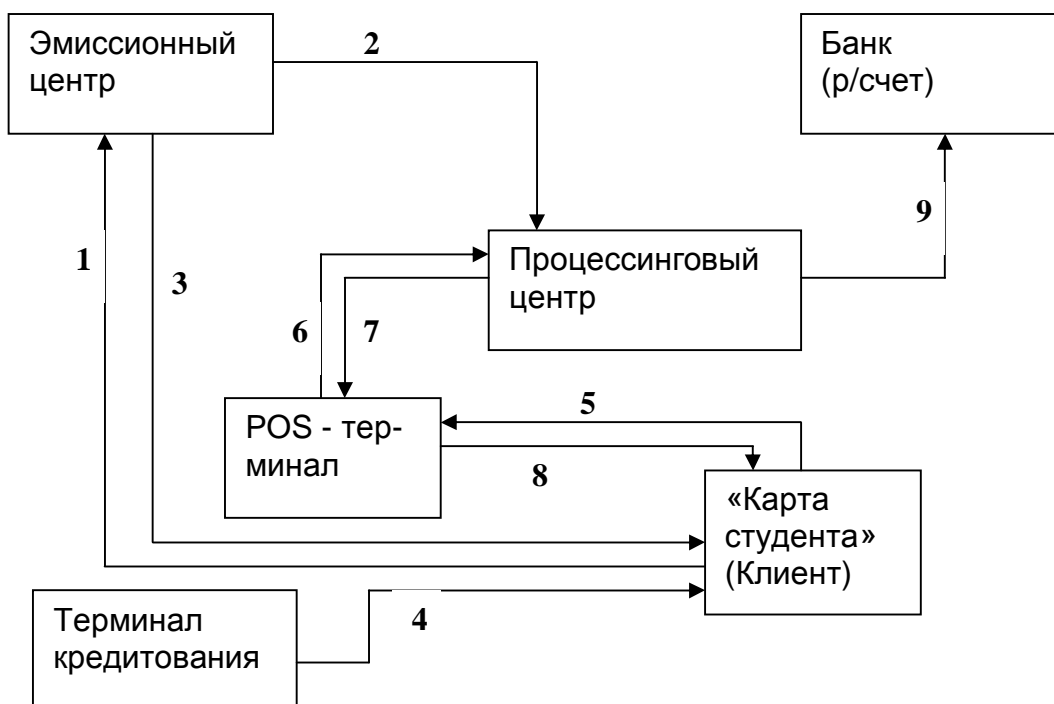 Эмиссионный
центр
2
Банк
(р/счет)
1
3
9
Процессинговый
центр
6
7
POS - тер-
минал
5
8
«Карта
студента»
(Клиент)
Терминал
кредитования
4